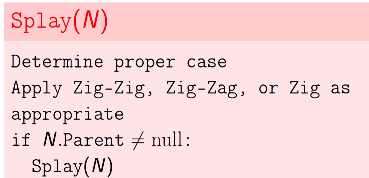 Splay(N)
Determine proper case
Apply Zig-Zig, Zig-Zag, or Zig as
appropriate
if N.Parent ≠ null:
Splay(N)